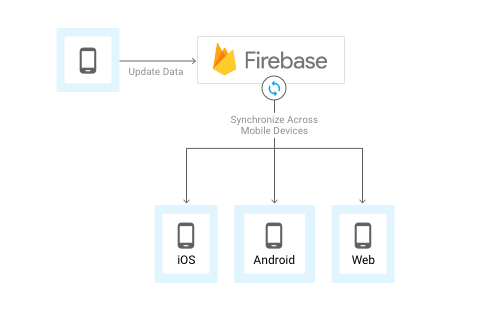 Firebase
Update Data
Synchronize Across
Mobile Devices
iOS
Android
Web